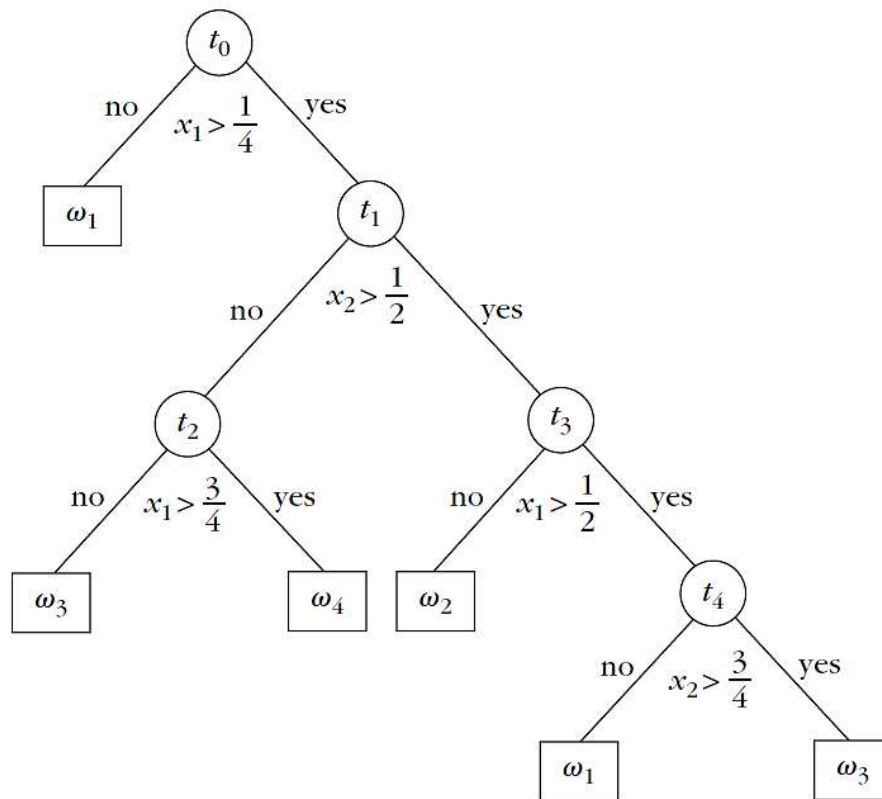 t₀
no
x₁ > 1/4
yes
ω₁
t₁
no
x₂ > 1/2
yes
t₂
t₃
no
x₁ > 3/4
yes
no
x₁ > 1/2
yes
ω₃
ω₄
ω₂
t₄
no
x₂ > 3/4
yes
ω₁
ω₃